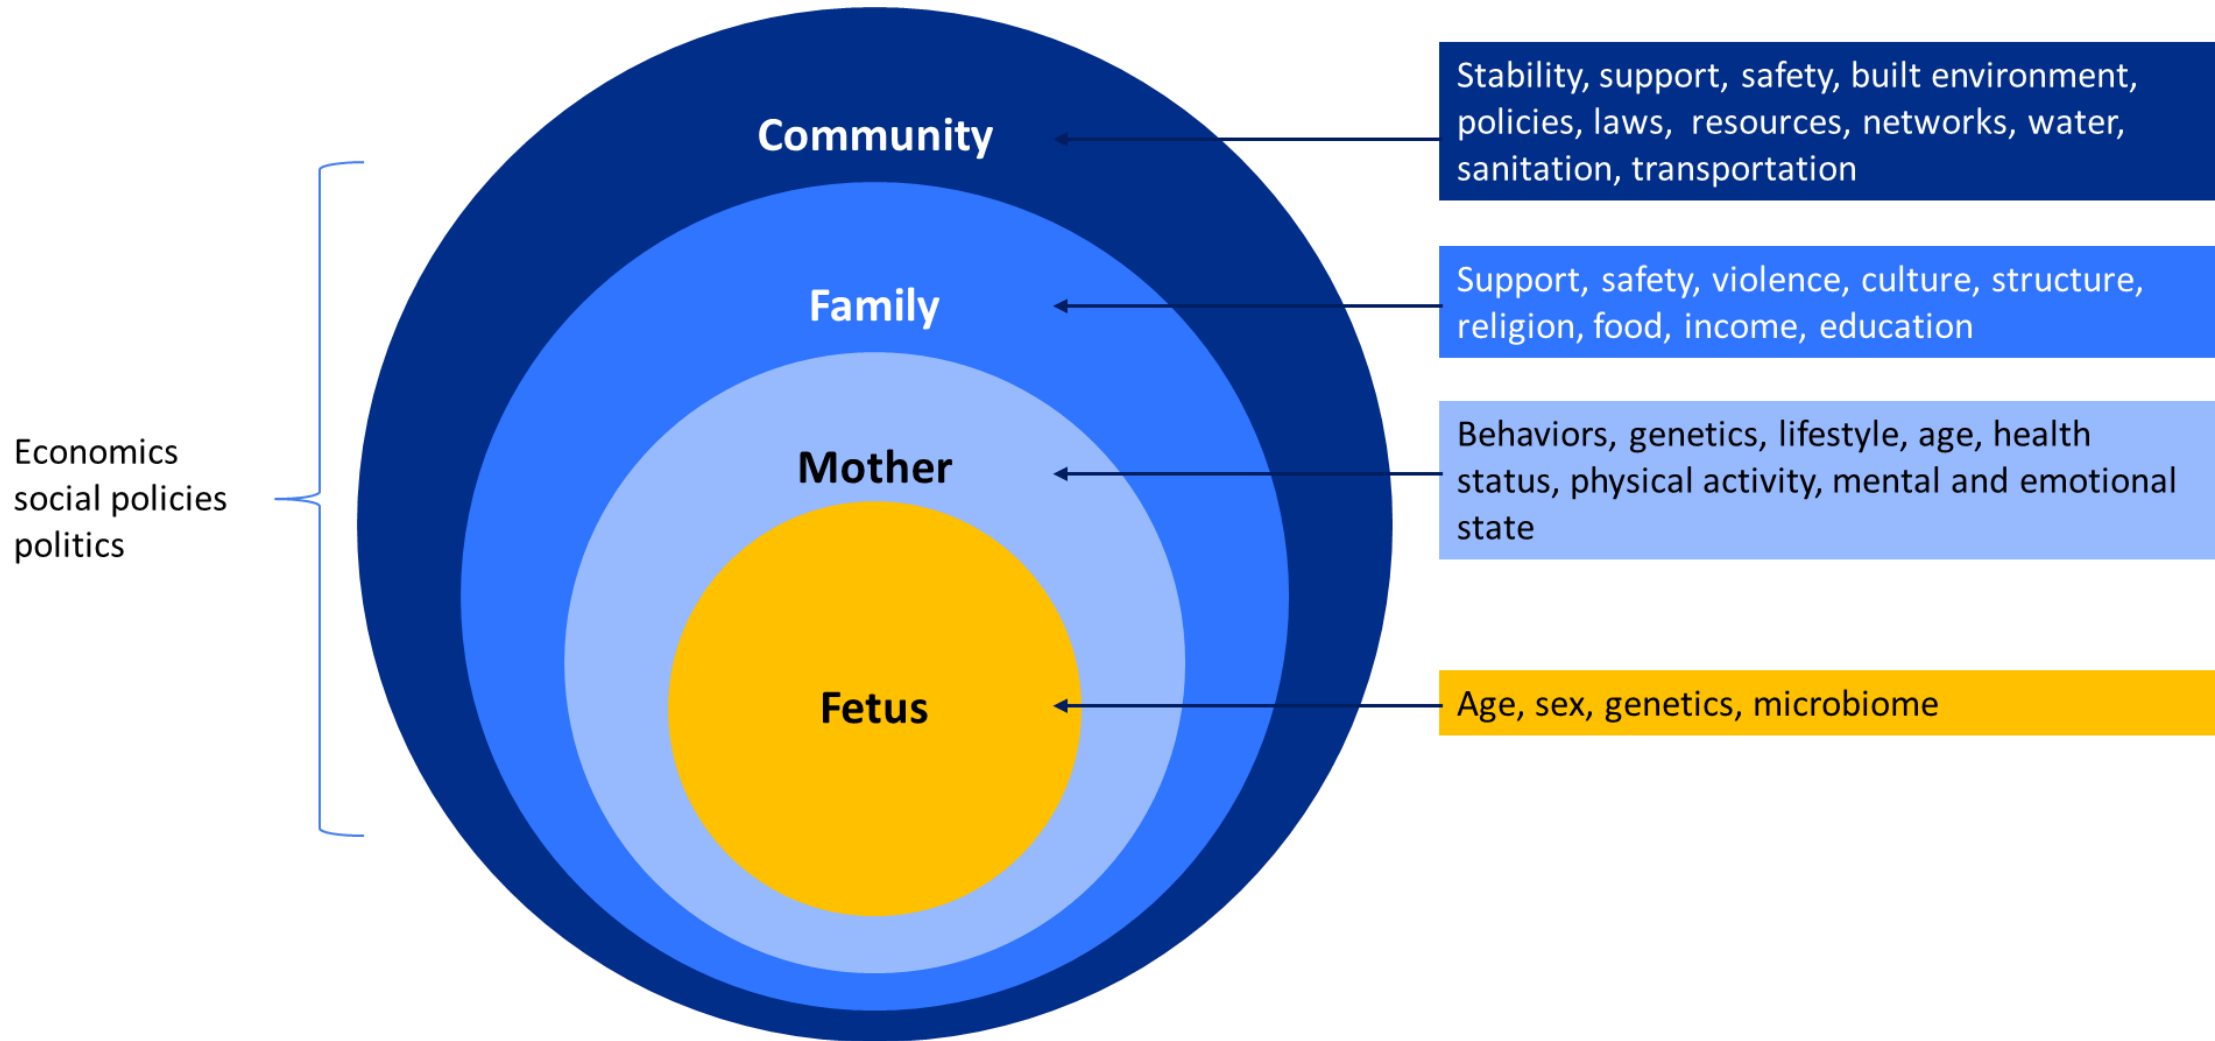 Community
Stability, support, safety, built environment,
policies, laws,  resources, networks, water,
sanitation, transportation
Family
Support, safety, violence, culture, structure,
religion, food, income, education
Economics
social policies
politics
Mother
Behaviors, genetics, lifestyle, age, health
status, physical activity, mental and emotional
state
Fetus
Age, sex, genetics, microbiome